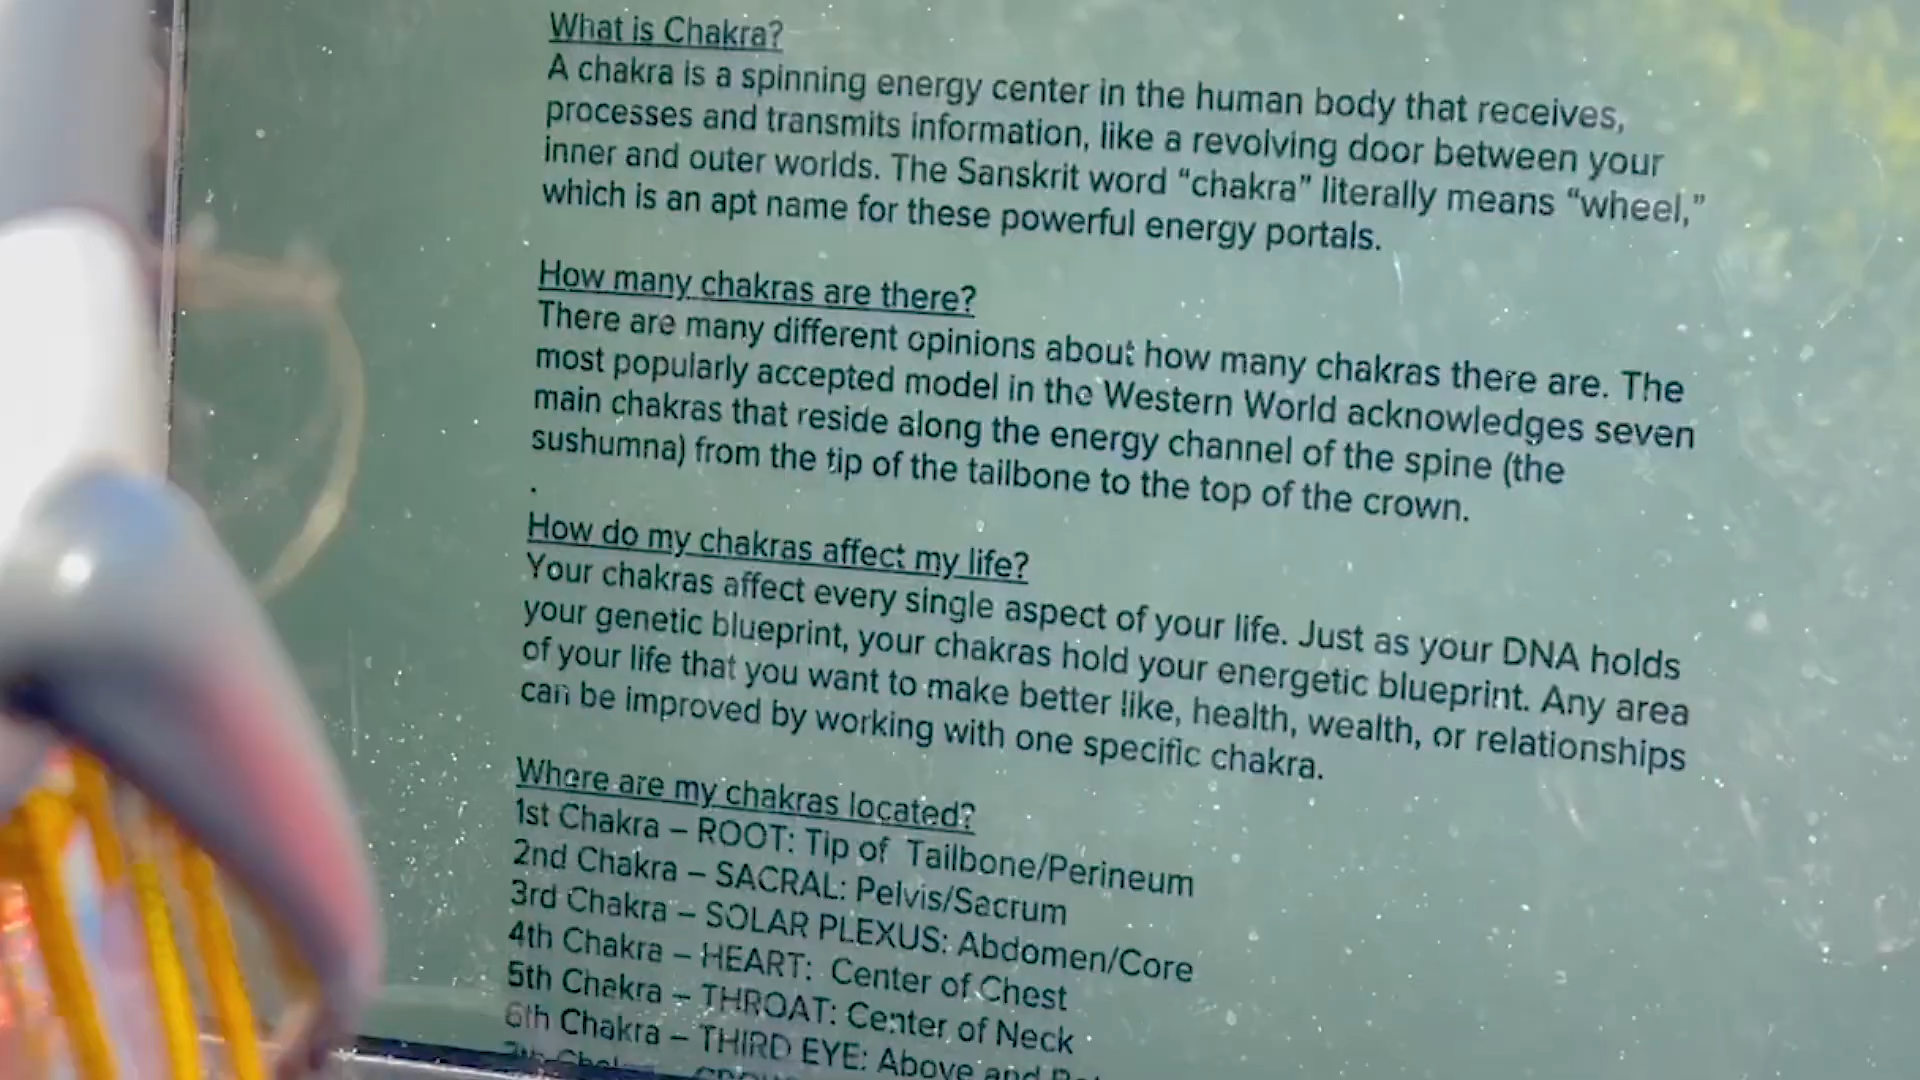 What is Chakra?
A chakra is a spinning energy center in the human body that receives,
processes and transmits information, like a revolving door between your
inner and outer worlds. The Sanskrit word “chakra” literally means “wheel,”
which is an apt name for these powerful energy portals.
How many chakras are there?
There are many different opinions about how many chakras there are. The
most popularly accepted model in the Western World acknowledges seven
main chakras that reside along the energy channel of the spine (the
sushumna) from the tip of the tailbone to the top of the crown.
.
How do my chakras affect my life?
Your chakras affect every single aspect of your life. Just as your DNA holds
your genetic blueprint, your chakras hold your energetic blueprint. Any area
of your life that you want to make better like, health, wealth, or relationships
can be improved by working with one specific chakra.
Where are my chakras located?
1st Chakra – ROOT: Tip of Tailbone/Perineum
2nd Chakra – SACRAL: Pelvis/Sacrum
3rd Chakra – SOLAR PLEXUS: Abdomen/Core
4th Chakra – HEART: Center of Chest
5th Chakra – THROAT: Center of Neck
6th Chakra – THIRD EYE: Above and